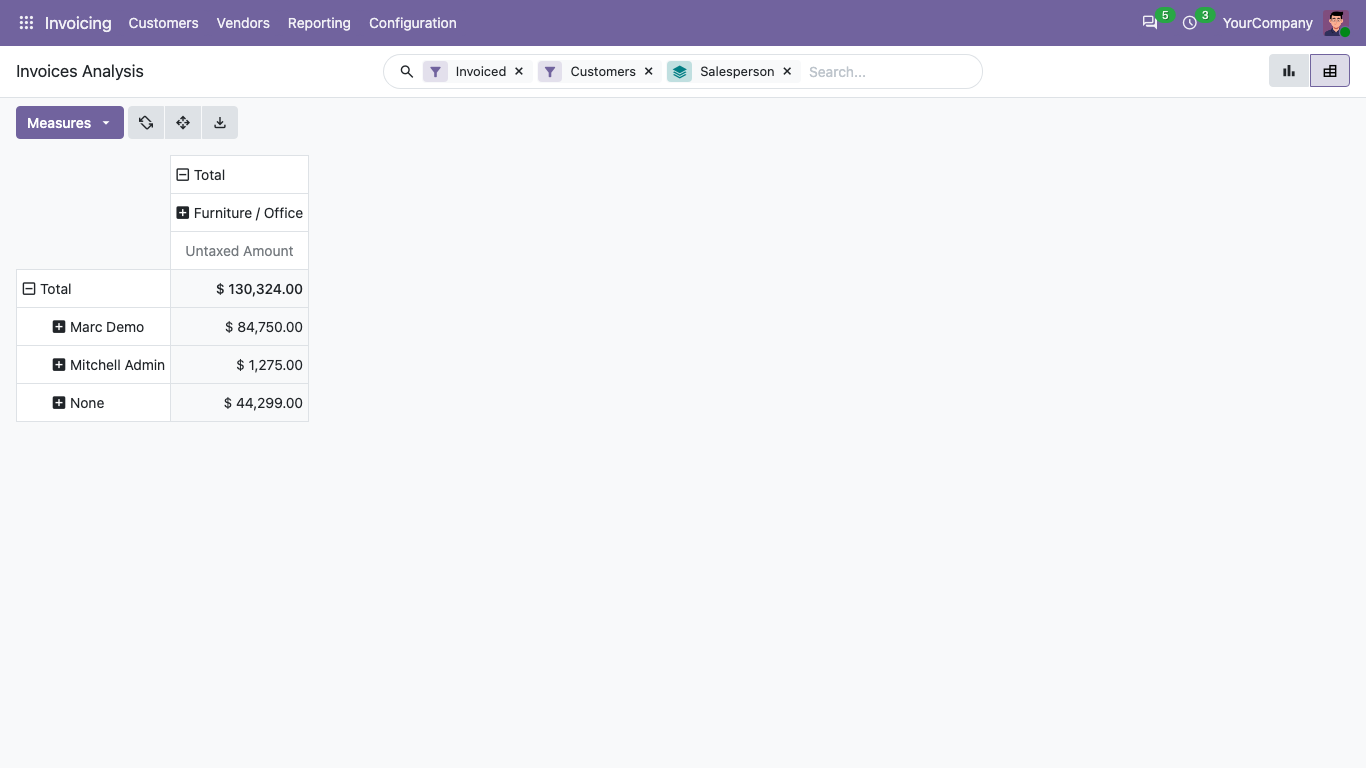 Invoicing Customers Vendors Reporting Configuration 5 3 YourCompany
Invoices Analysis Invoiced Customers Salesperson Search...
Measures
Total
Furniture / Office
Untaxed Amount
Total $ 130,324.00
Marc Demo $ 84,750.00
Mitchell Admin $ 1,275.00
None $ 44,299.00